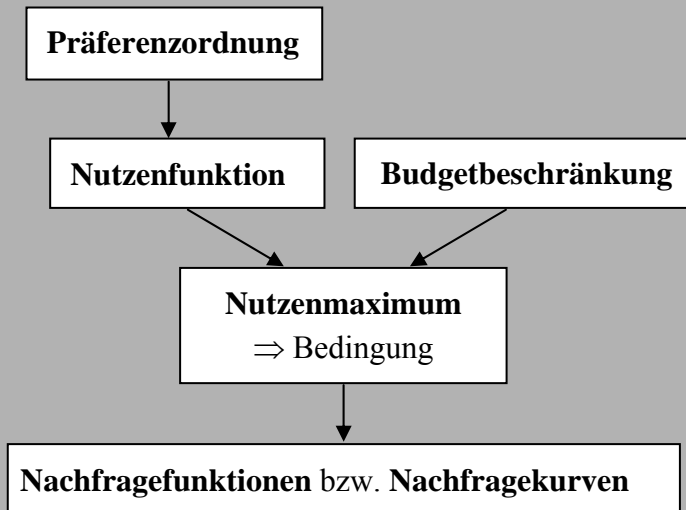 Präferenzordnung
Nutzenfunktion
Budgetbeschränkung
Nutzenmaximum
⇒ Bedingung
Nachfragefunktionen bzw. Nachfragekurven